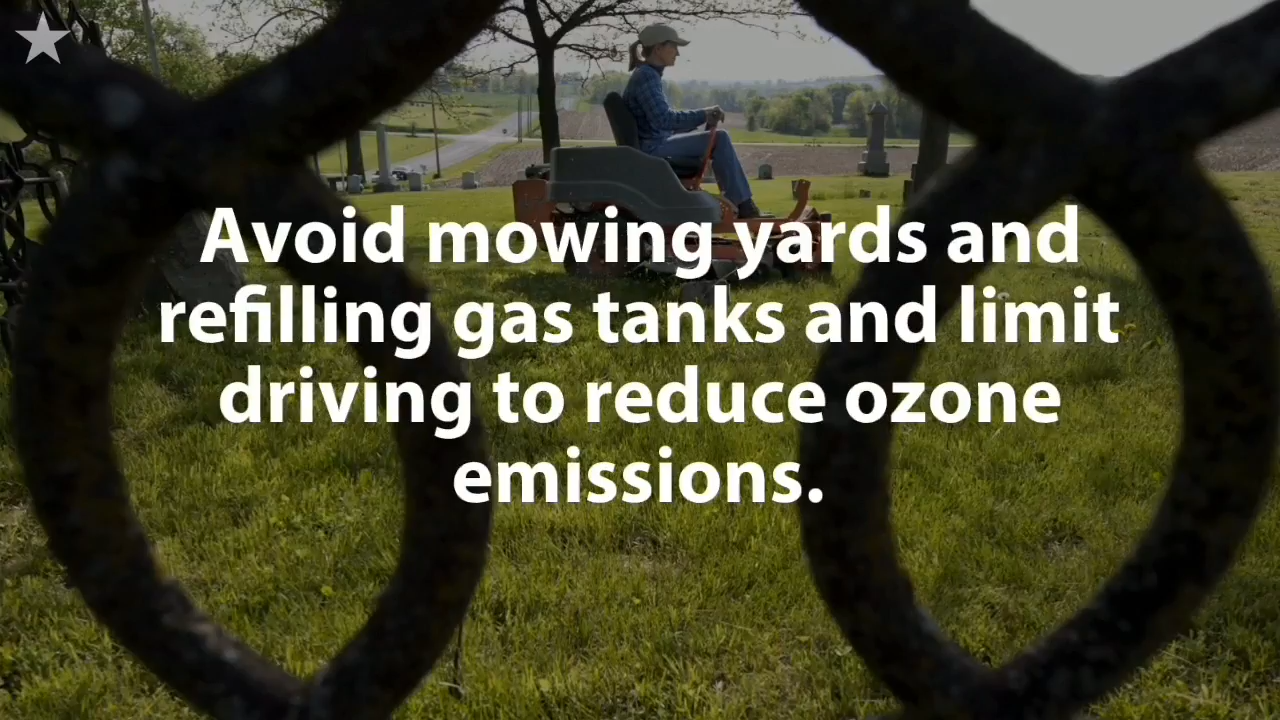 Avoid mowing yards and
refilling gas tanks and limit
driving to reduce ozone
emissions.